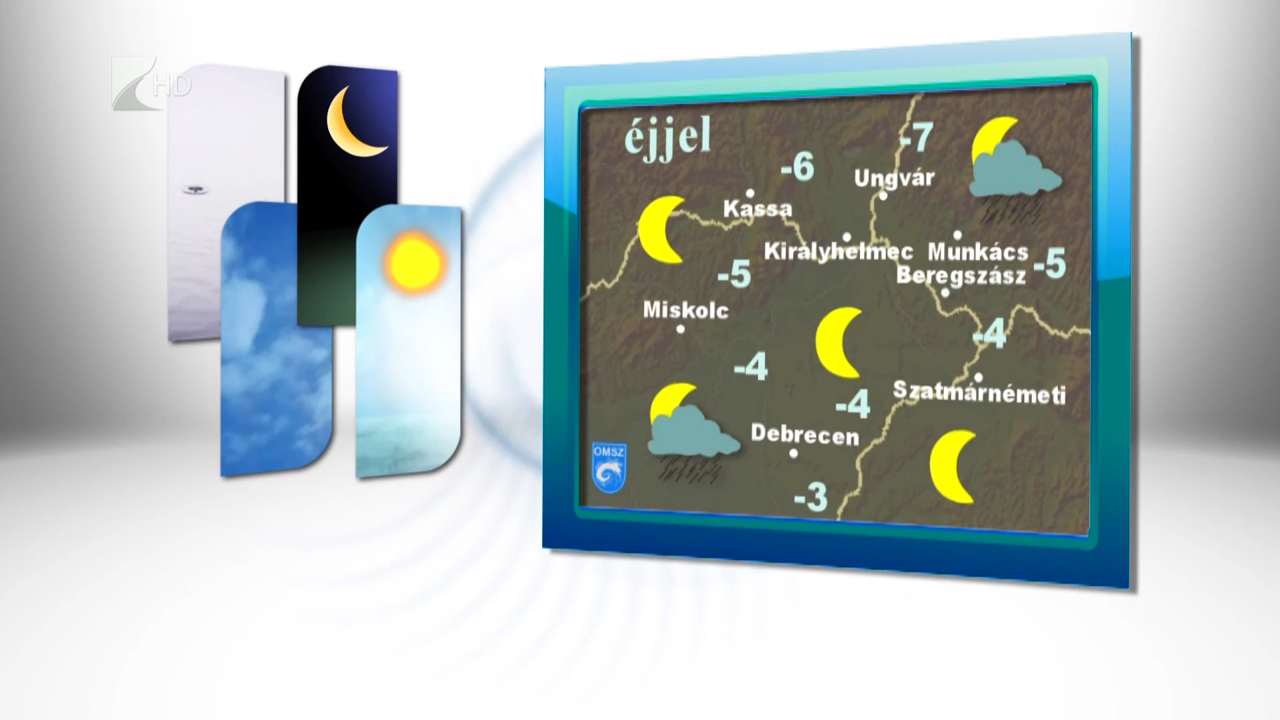 HD
éjjel
-7
-6
Ungvár
Kassa
Királyhelmec
Munkács
-5
-5
Beregszász
Miskolc
-4
-4
Szatmárnémeti
-4
Debrecen
OMSZ
-3